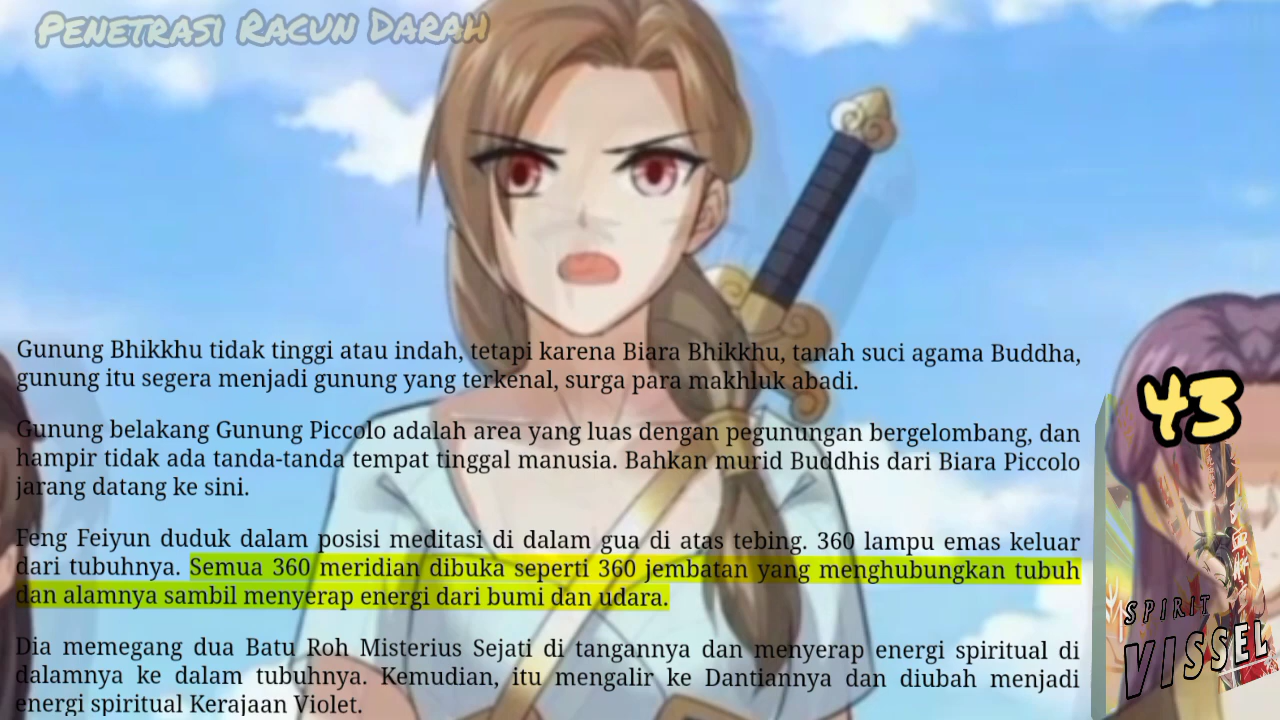 Penetrasi Racun Darah
Gunung Bhikkhu tidak tinggi atau indah, tetapi karena Biara Bhikkhu, tanah suci agama Buddha,
gunung itu segera menjadi gunung yang terkenal, surga para makhluk abadi.
Gunung belakang Gunung Piccolo adalah area yang luas dengan pegunungan bergelombang, dan
hampir tidak ada tanda-tanda tempat tinggal manusia. Bahkan murid Buddhis dari Biara Piccolo
jarang datang ke sini.
Feng Feiyun duduk dalam posisi meditasi di dalam gua di atas tebing. 360 lampu emas keluar
dari tubuhnya. Semua 360 meridian dibuka seperti 360 jembatan yang menghubungkan tubuh
dan alamnya sambil menyerap energi dari bumi dan udara.
Dia memegang dua Batu Roh Misterius Sejati di tangannya dan menyerap energi spiritual di
dalamnya ke dalam tubuhnya. Kemudian, itu mengalir ke Dantiannya dan diubah menjadi
energi spiritual Kerajaan Violet.
43
SPIRIT
VISSEL